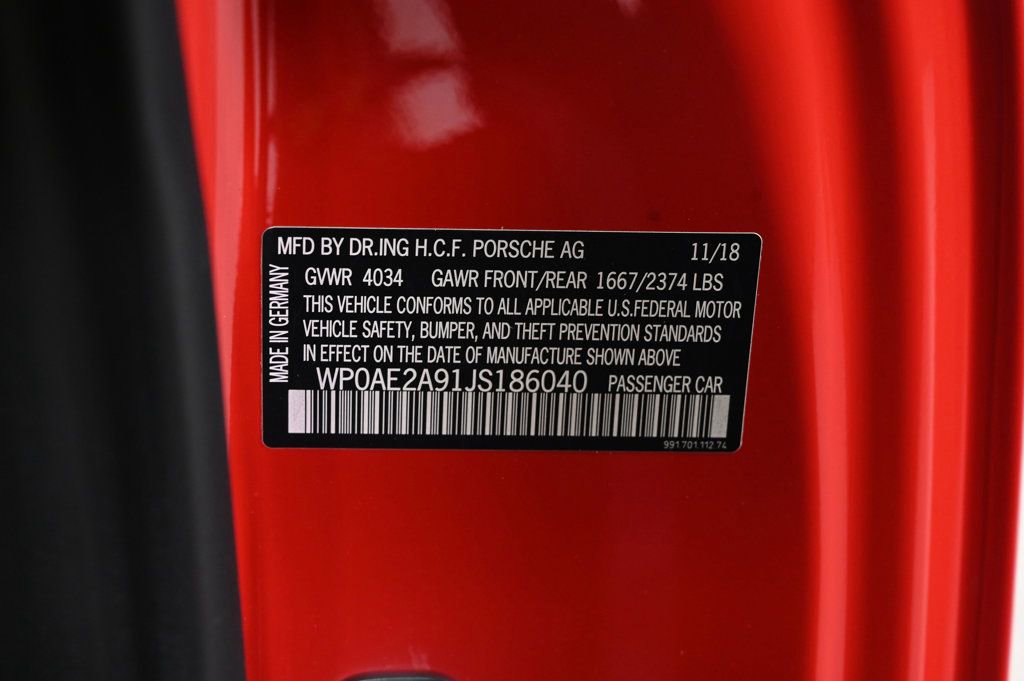 MFD BY DR.ING H.C.F. PORSCHE AG 11/18
GVWR 4034 GAWR FRONT/REAR 1667/2374 LBS
THIS VEHICLE CONFORMS TO ALL APPLICABLE U.S.FEDERAL MOTOR
VEHICLE SAFETY, BUMPER, AND THEFT PREVENTION STANDARDS
IN EFFECT ON THE DATE OF MANUFACTURE SHOWN ABOVE
MADE IN GERMANY
WP0AE2A91JS186040 PASSENGER CAR
991.701.112.74